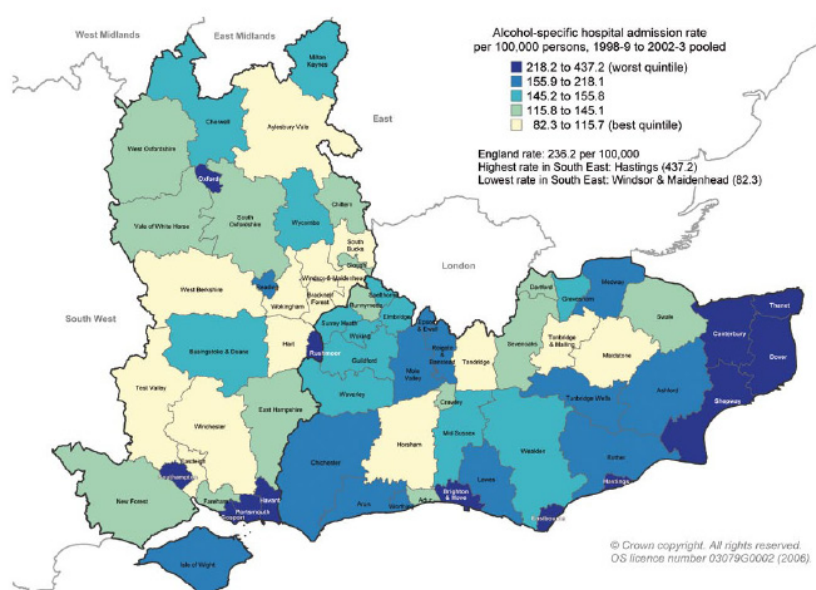 West Midlands
East Midlands
Alcohol-specific hospital admission rate
per 100,000 persons, 1998-9 to 2002-3 pooled
218.2 to 437.2 (worst quintile)
155.9 to 218.1
145.2 to 155.8
115.8 to 145.1
82.3 to 115.7 (best quintile)
England rate: 236.2 per 100,000
Highest rate in South East: Hastings (437.2)
Lowest rate in South East: Windsor & Maidenhead (82.3)
Milton
Keynes
Cherwell
Aylesbury Vale
East
West Oxfordshire
Oxford
Chiltern
Vale of White Horse
South
Oxfordshire
Wycombe
South
Bucks
Slough
London
West Berkshire
Reading
Windsor & Maidenhead
Wokingham
Bracknell
Forest
Runnymede
Spelthorne
Elmbridge
Epsom
& Ewell
Dartford
Gravesham
Medway
Swale
Thanet
Canterbury
Dover
South West
Basingstoke & Deane
Hart
Rushmoor
Surrey Heath
Woking
Guildford
Mole
Valley
Reigate &
Banstead
Tandridge
Sevenoaks
Tonbridge
& Malling
Maidstone
Ashford
Shepway
Test Valley
Winchester
East Hampshire
Waverley
Crawley
Tunbridge Wells
Horsham
Mid Sussex
Wealden
Rother
Eastleigh
Southampton
Chichester
Lewes
Hastings
New Forest
Fareham
Havant
Portsmouth
Gosport
Arun
Worthing
Adur
Brighton
& Hove
Eastbourne
Isle of Wight
© Crown copyright. All rights reserved.
OS licence number 03079G0002 (2006).